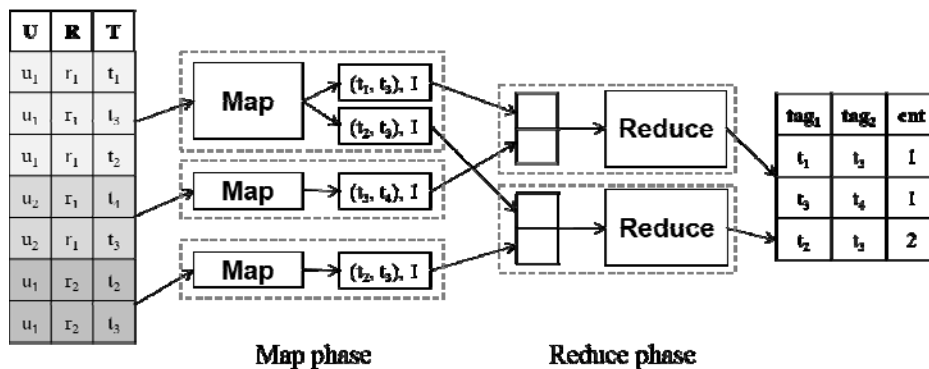 U R T
u₁ r₁ t₁
u₁ r₁ t₃
u₁ r₁ t₂
u₂ r₁ t₄
u₂ r₁ t₃
u₁ r₂ t₂
u₁ r₂ t₃
Map
(t₁, t₃), 1
(t₂, t₃), 1
Map
(t₃, t₄), 1
Map
(t₂, t₃), 1
Reduce
Reduce
tag₁ tag₂ cnt
t₁ t₃ 1
t₃ t₄ 1
t₂ t₃ 2
Map phase
Reduce phase